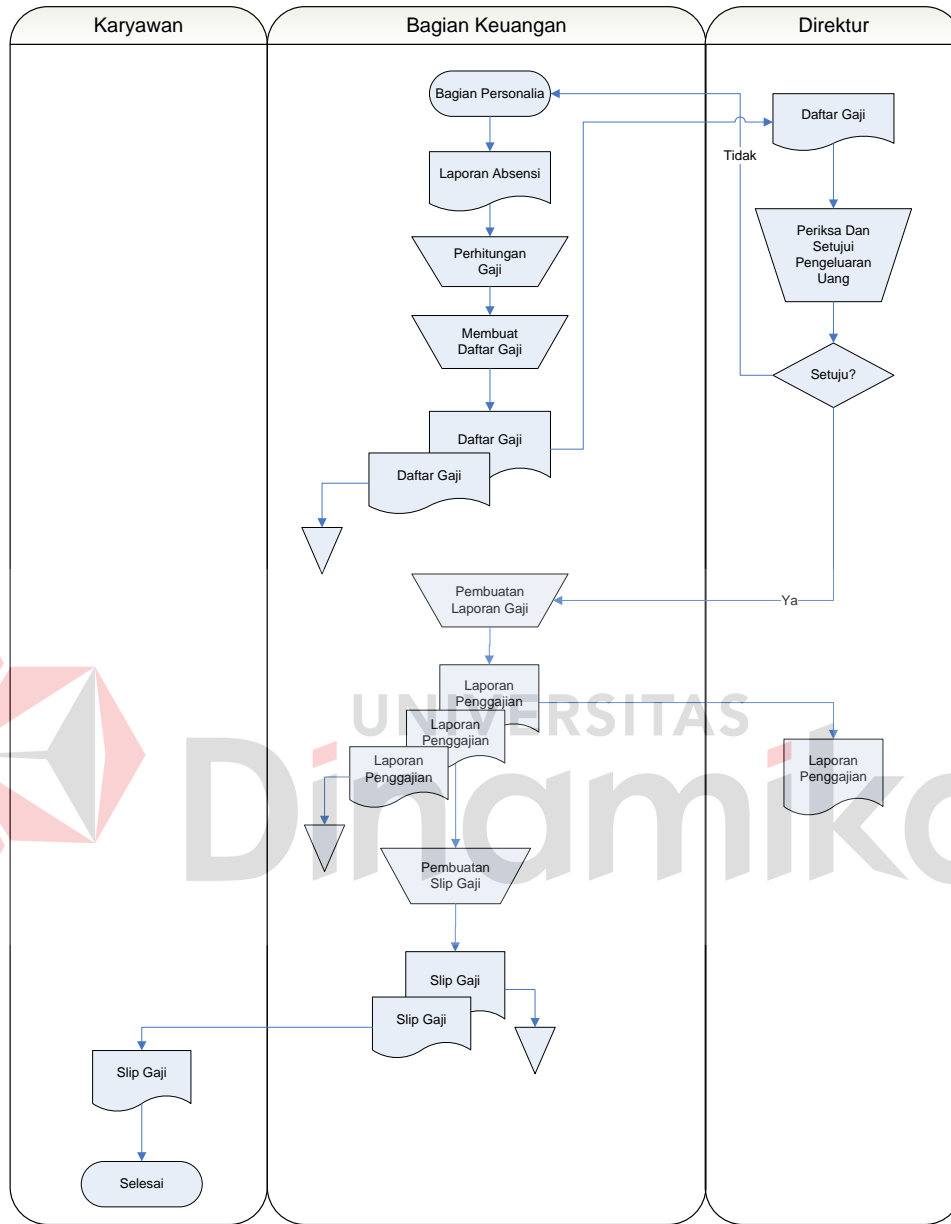 Karyawan
Bagian Keuangan
Direktur
Bagian Personalia
Daftar Gaji
Tidak
Laporan Absensi
Periksa Dan
Setujui
Pengeluaran
Uang
Perhitungan
Gaji
Membuat
Daftar Gaji
Setuju?
Daftar Gaji
Daftar Gaji
Pembuatan
Laporan Gaji
Ya
Laporan
Penggajian
UNIVERSITAS
Laporan
Penggajian
Laporan
Penggajian
Laporan
Penggajian
Dinamika
Pembuatan
Slip Gaji
Slip Gaji
Slip Gaji
Slip Gaji
Selesai